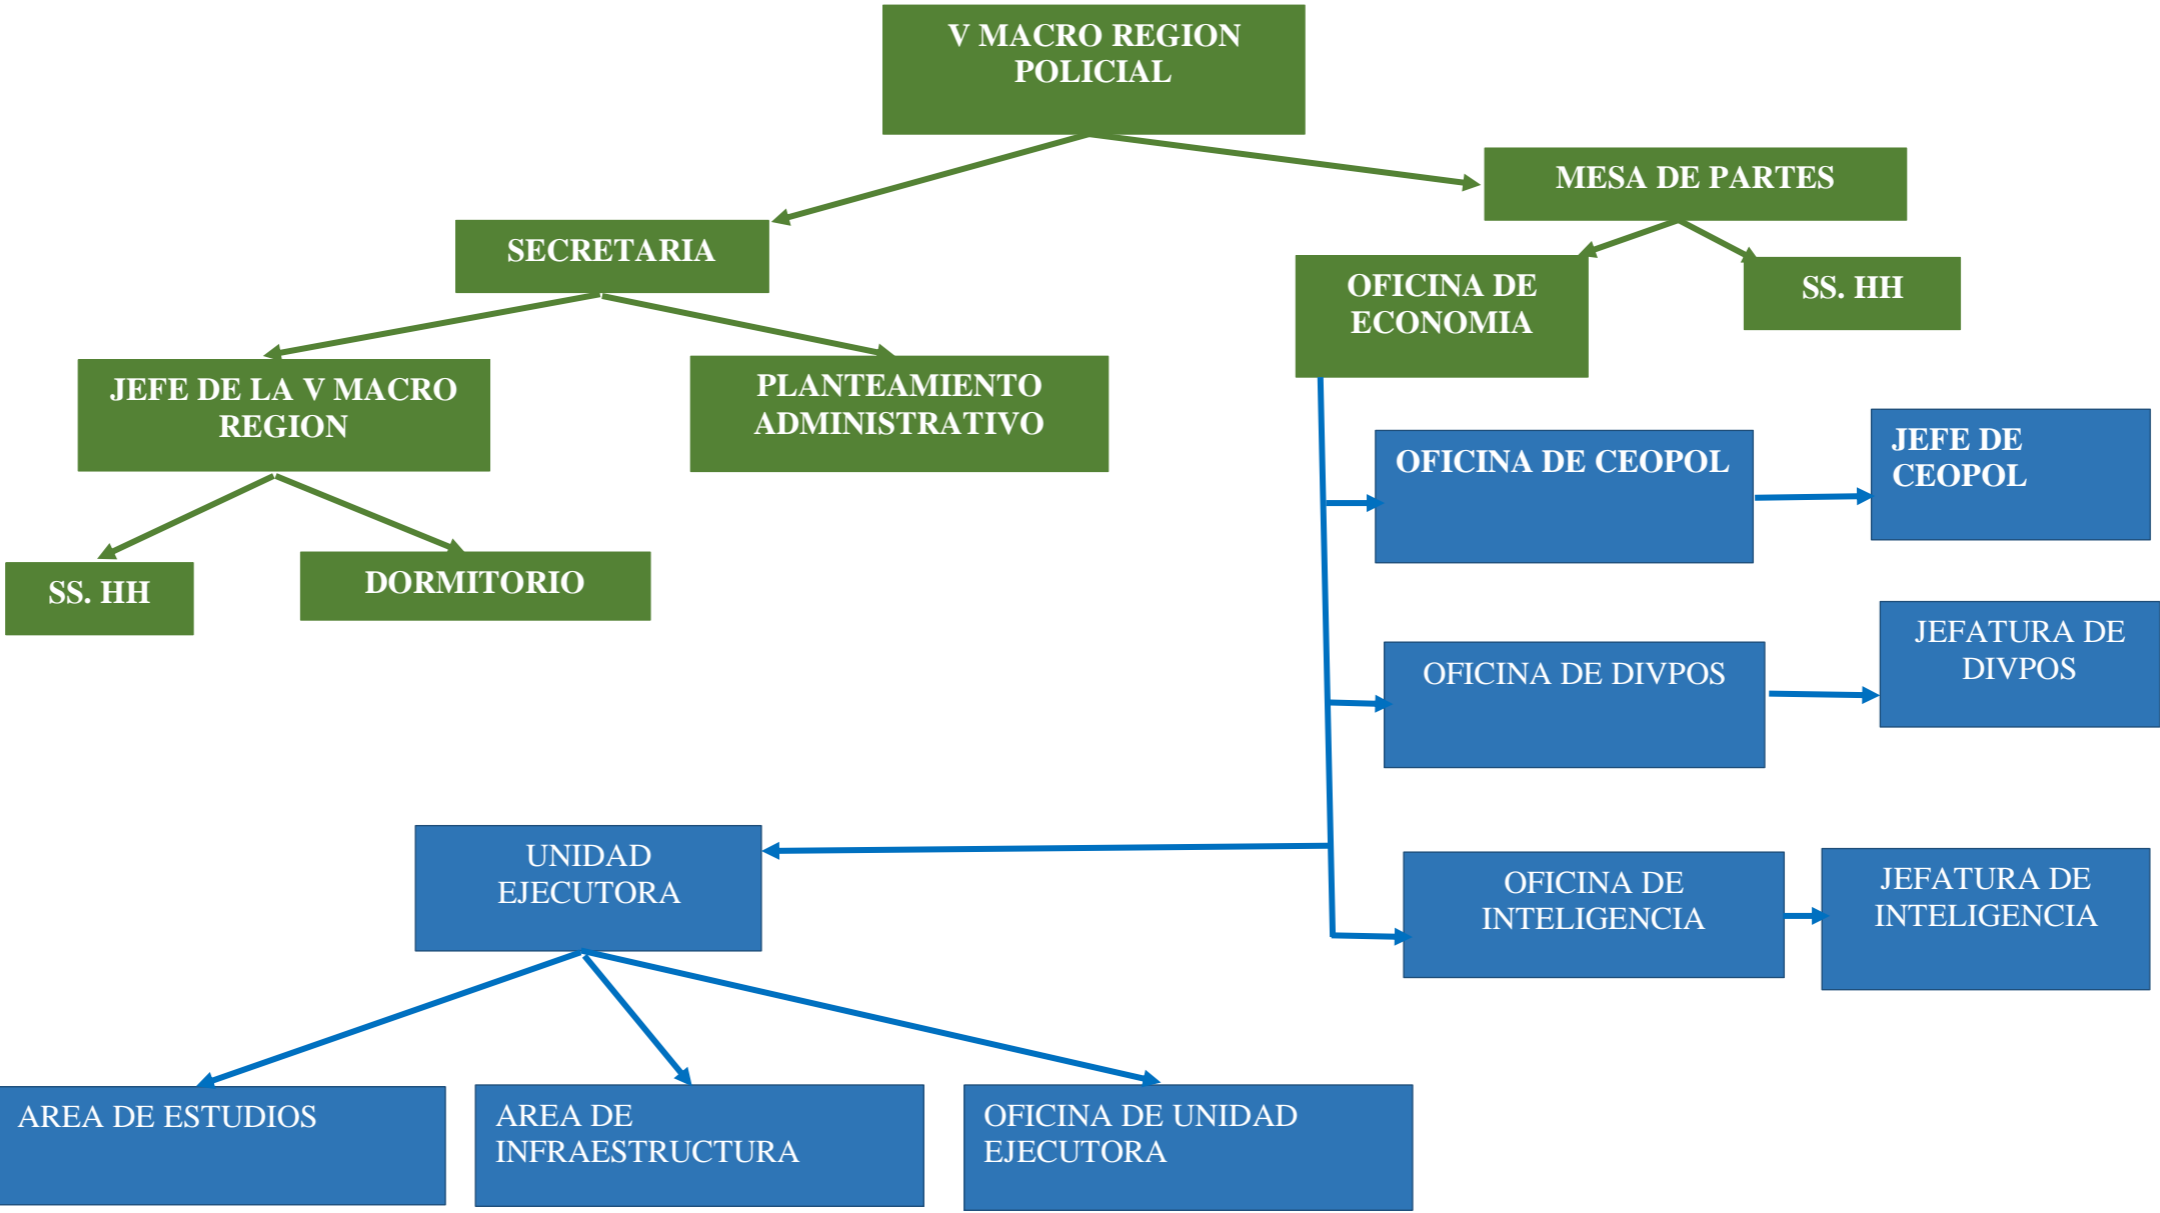 V MACRO REGION
POLICIAL
MESA DE PARTES
SECRETARIA
OFICINA DE
ECONOMIA
SS. HH
JEFE DE LA V MACRO
REGION
PLANTEAMIENTO
ADMINISTRATIVO
OFICINA DE CEOPOL
JEFE DE
CEOPOL
SS. HH
DORMITORIO
OFICINA DE DIVPOS
JEFATURA DE
DIVPOS
UNIDAD
EJECUTORA
OFICINA DE
INTELIGENCIA
JEFATURA DE
INTELIGENCIA
AREA DE ESTUDIOS
AREA DE
INFRAESTRUCTURA
OFICINA DE UNIDAD
EJECUTORA